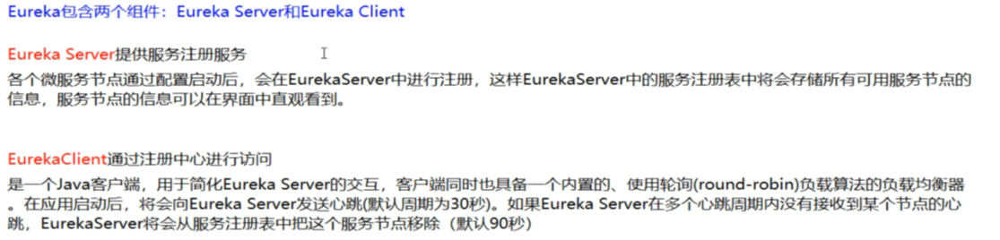 Eureka包含两个组件：Eureka Server和Eureka Client
Eureka Server提供服务注册服务
各个微服务节点通过配置启动后，会在EurekaServer中进行注册，这样EurekaServer中的服务注册表中将会存储所有可用服务节点的
信息，服务节点的信息可以在界面中直观看到。
EurekaClient通过注册中心进行访问
是一个Java客户端，用于简化Eureka Server的交互，客户端同时也具备一个内置的、使用轮询(round-robin)负载算法的负载均衡器
。在应用启动后，将会向Eureka Server发送心跳(默认周期为30秒)。如果Eureka Server在多个心跳周期内没有接收到某个节点的心
跳，EurekaServer将会从服务注册表中把这个服务节点移除（默认90秒）